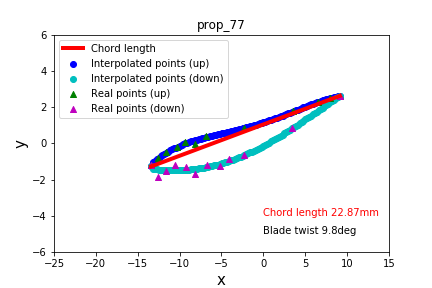 prop_77
Chord length
Interpolated points (up)
Interpolated points (down)
Real points (up)
Real points (down)
6
4
2
0
−2
−4
−6
y
Chord length 22.87mm
Blade twist 9.8deg
−25
−20
−15
−10
−5
0
5
10
15
x